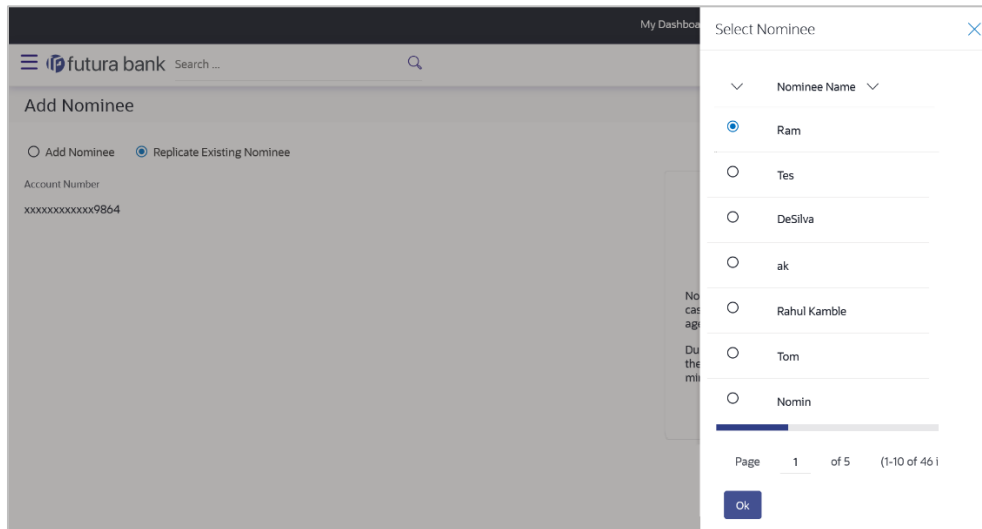 My Dashboa
Select Nominee
futura bank Search ...
Add Nominee
Add Nominee Replicate Existing Nominee
Account Number
xxxxxxxxxxxx9864
No
cas
age
Du
the
min
Nominee Name
Ram
Tes
DeSilva
ak
Rahul Kamble
Tom
Nomin
Page 1 of 5 (1-10 of 46 i
Ok